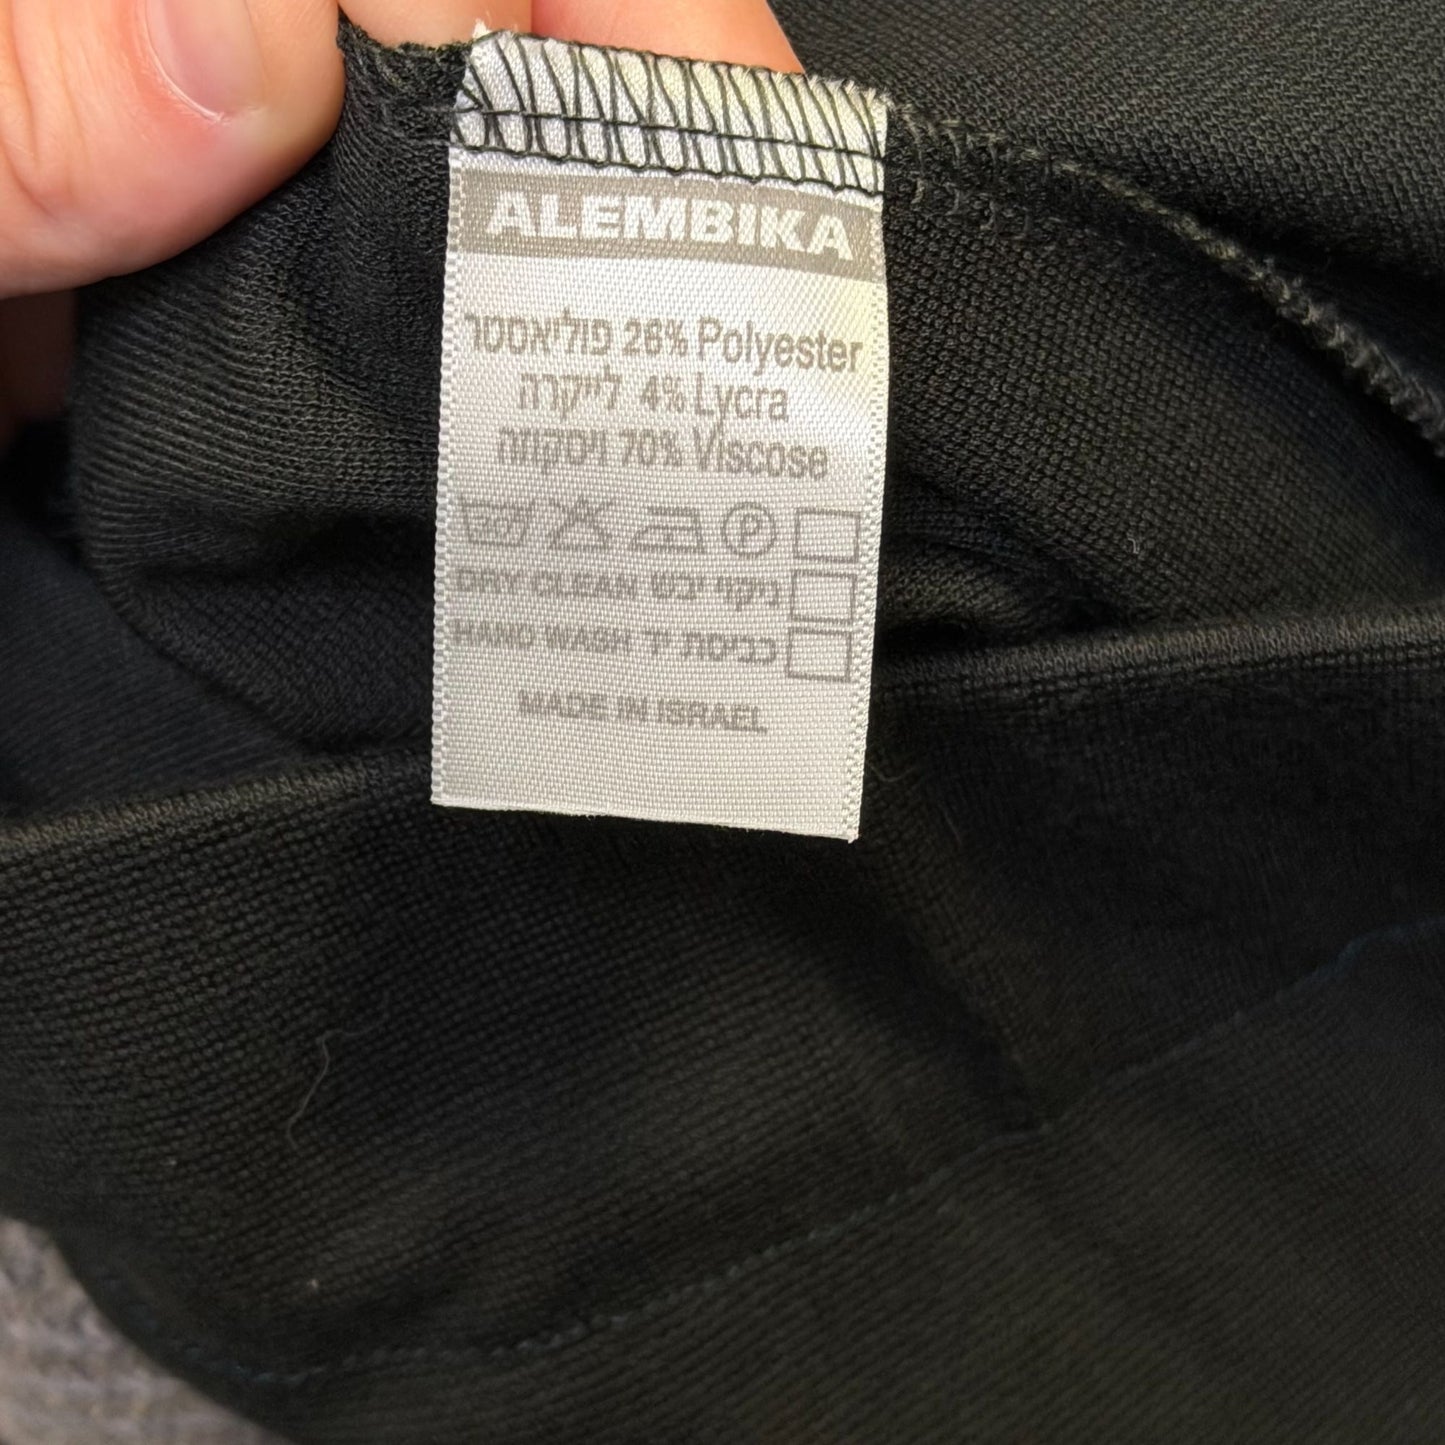 ALEMBIKA
פוליאסטר 26% Polyester
לייקרה 4% Lycra
ויסקוזה 70% Viscose
P
DRY CLEAN ניקוי יבש
HAND WASH כביסת יד
MADE IN ISRAEL